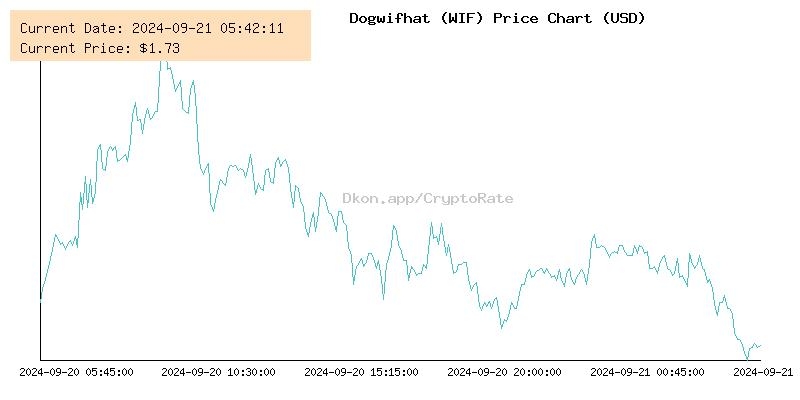 Dogwifhat (WIF) Price Chart (USD)
Current Date: 2024-09-21 05:42:11
Current Price: $1.73
Dkon.app/CryptoRate
2024-09-20 05:45:00 2024-09-20 10:30:00 2024-09-20 15:15:00 2024-09-20 20:00:00 2024-09-21 00:45:00 2024-09-21